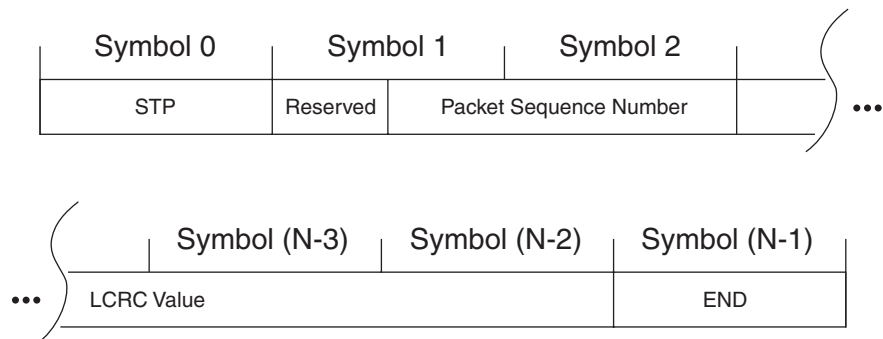 Symbol 0 Symbol 1 Symbol 2
STP Reserved Packet Sequence Number
•••
Symbol (N-3) Symbol (N-2) Symbol (N-1)
••• LCRC Value END